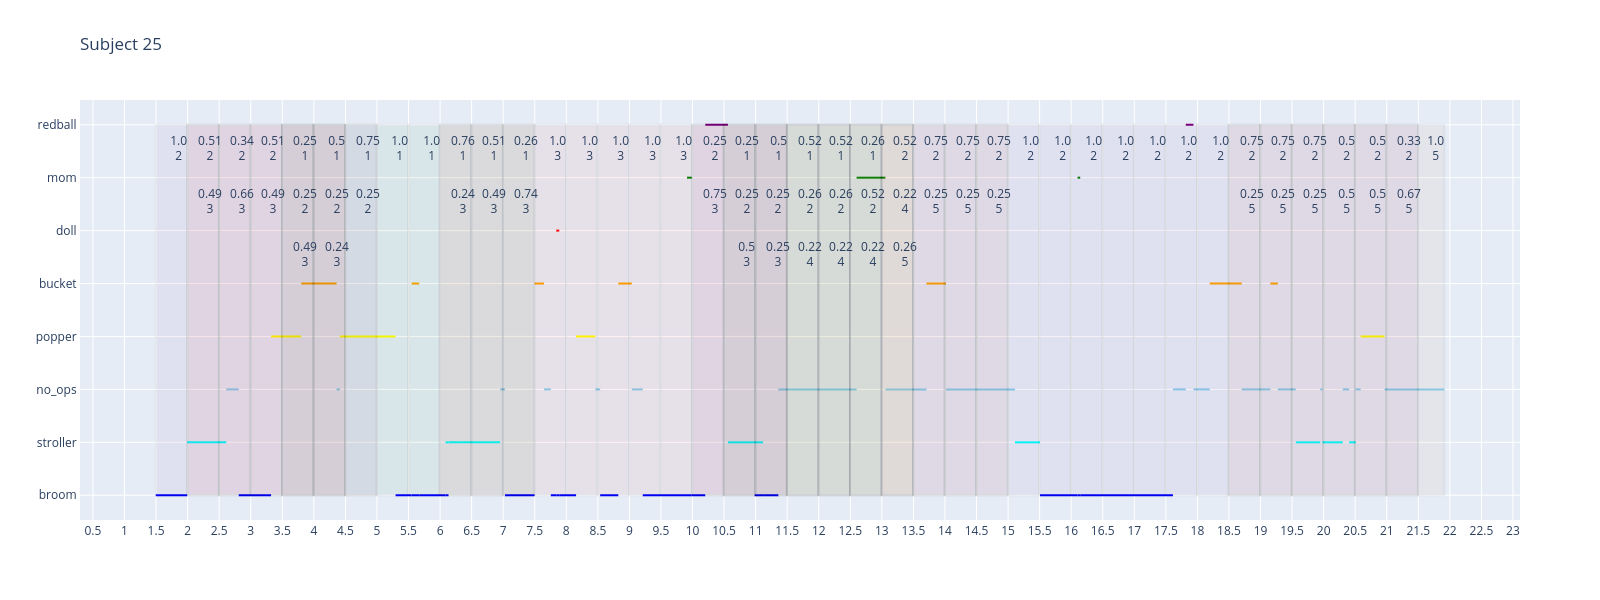 Subject 25
redball
1.0 0.51 0.34 0.51 0.25 0.5 0.75 1.0 1.0 0.76 0.51 0.26 1.0 1.0 1.0 1.0 1.0 0.25 0.25 0.5 0.52 0.52 0.26 0.52 0.75 0.75 0.75 1.0 1.0 1.0 1.0 1.0 1.0 1.0 0.75 0.75 0.75 0.5 0.5 0.33 1.0
2 2 2 2 1 1 1 1 1 1 1 1 3 3 3 3 3 2 1 1 1 1 1 2 2 2 2 2 2 2 2 2 2 2 2 2 2 2 2 2 5
mom
0.49 0.66 0.49 0.25 0.25 0.25 0.24 0.49 0.74 0.75 0.25 0.25 0.26 0.26 0.52 0.22 0.25 0.25 0.25 0.25 0.25 0.25 0.5 0.5 0.67
3 3 3 2 2 2 3 3 3 3 2 2 2 2 2 4 5 5 5 5 5 5 5 5 5
doll
0.49 0.24 0.5 0.25 0.22 0.22 0.22 0.26
3 3 3 3 4 4 4 5
bucket
popper
no_ops
stroller
broom
0.5 1 1.5 2 2.5 3 3.5 4 4.5 5 5.5 6 6.5 7 7.5 8 8.5 9 9.5 10 10.5 11 11.5 12 12.5 13 13.5 14 14.5 15 15.5 16 16.5 17 17.5 18 18.5 19 19.5 20 20.5 21 21.5 22 22.5 23